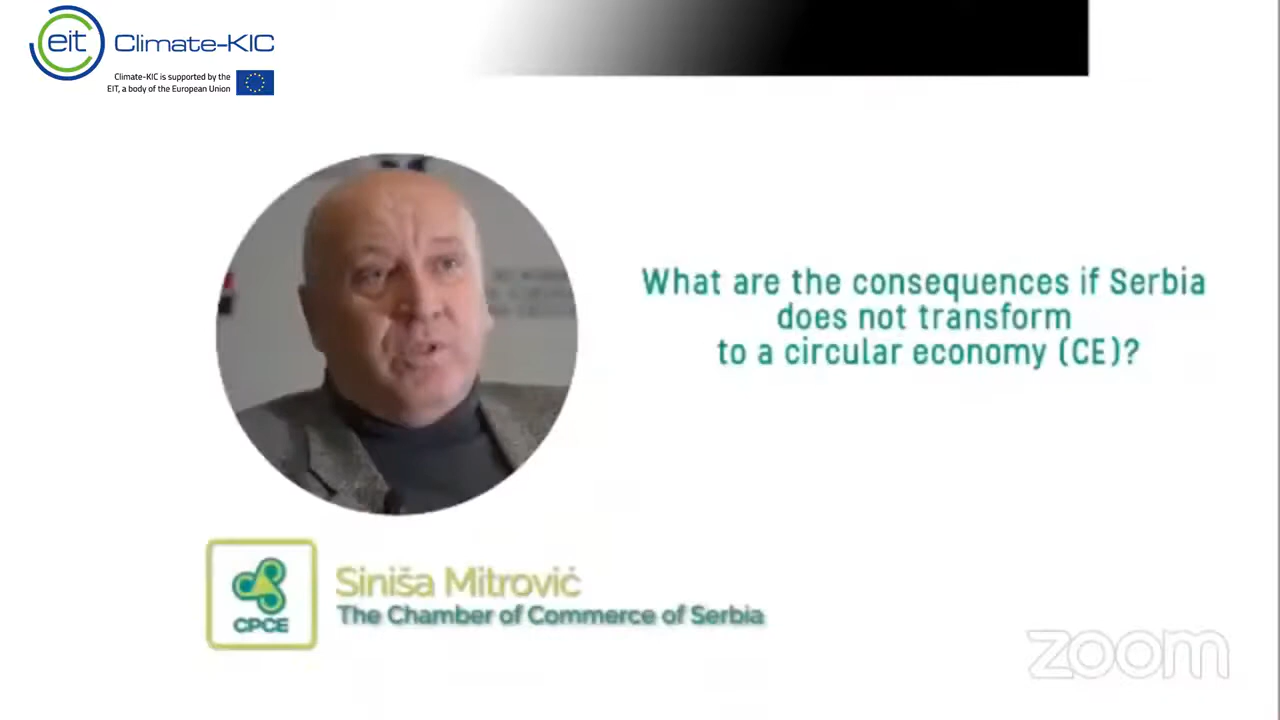 eit Climate-KIC
Climate-KIC is supported by the
EIT, a body of the European Union
What are the consequences if Serbia
does not transform
to a circular economy (CE)?
CPCE
Siniša Mitrović
The Chamber of Commerce of Serbia
zoom